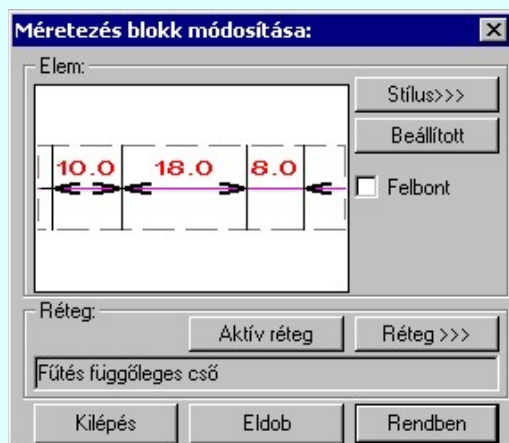 Méretezés blokk módosítása:
Elem:
Stílus>>>
Beállított
10.0 18.0 8.0
Felbont
Réteg:
Aktív réteg Réteg >>>
Fűtés függőleges cső
Kilépés Eldob Rendben